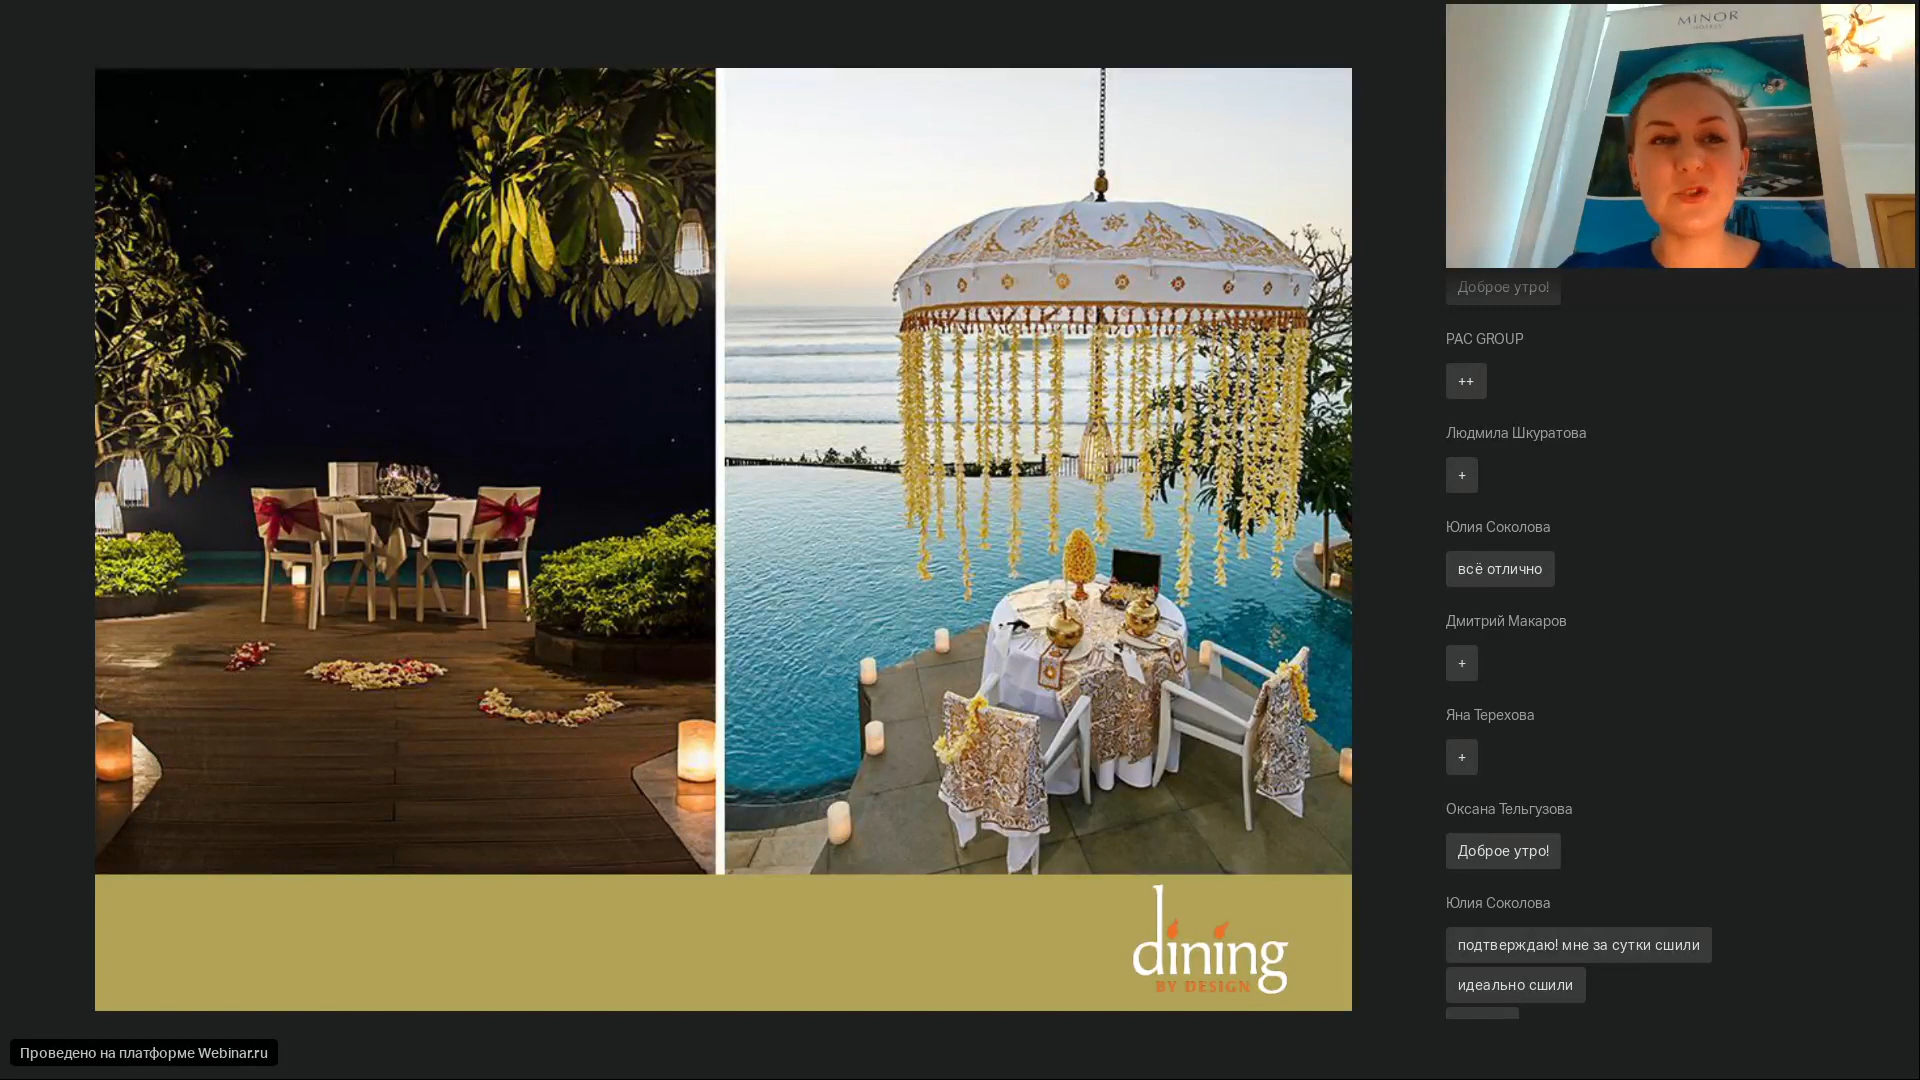 MINOR
HOTELS
Доброе утро!
PAC GROUP
++
Людмила Шкуратова
+
Юлия Соколова
всё отлично
Дмитрий Макаров
+
Яна Терехова
+
Оксана Тельгузова
Доброе утро!
Юлия Соколова
подтверждаю! мне за сутки сшили
идеально сшили
dining
BY DESIGN
Проведено на платформе Webinar.ru